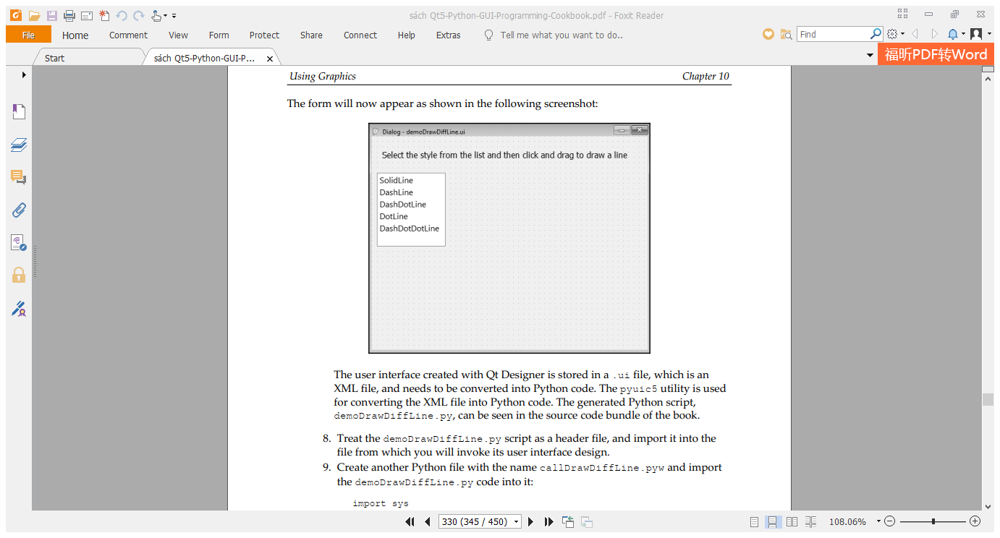 sách Qt5-Python-GUI-Programming-Cookbook.pdf - Foxit Reader
File Home Comment View Form Protect Share Connect Help Extras Tell me what you want to do.. Find
Start sách Qt5-Python-GUI-P... 福昕PDF转Word
Using Graphics Chapter 10
The form will now appear as shown in the following screenshot:
Dialog - demoDrawDiffLine.ui
Select the style from the list and then click and drag to draw a line
SolidLine
DashLine
DashDotLine
DotLine
DashDotDotLine
The user interface created with Qt Designer is stored in a .ui file, which is an
XML file, and needs to be converted into Python code. The pyuic5 utility is used
for converting the XML file into Python code. The generated Python script,
demoDrawDiffLine.py, can be seen in the source code bundle of the book.
8. Treat the demoDrawDiffLine.py script as a header file, and import it into the
file from which you will invoke its user interface design.
9. Create another Python file with the name callDrawDiffLine.pyw and import
the demoDrawDiffLine.py code into it:
import sys
330 (345 / 450) 108.06%